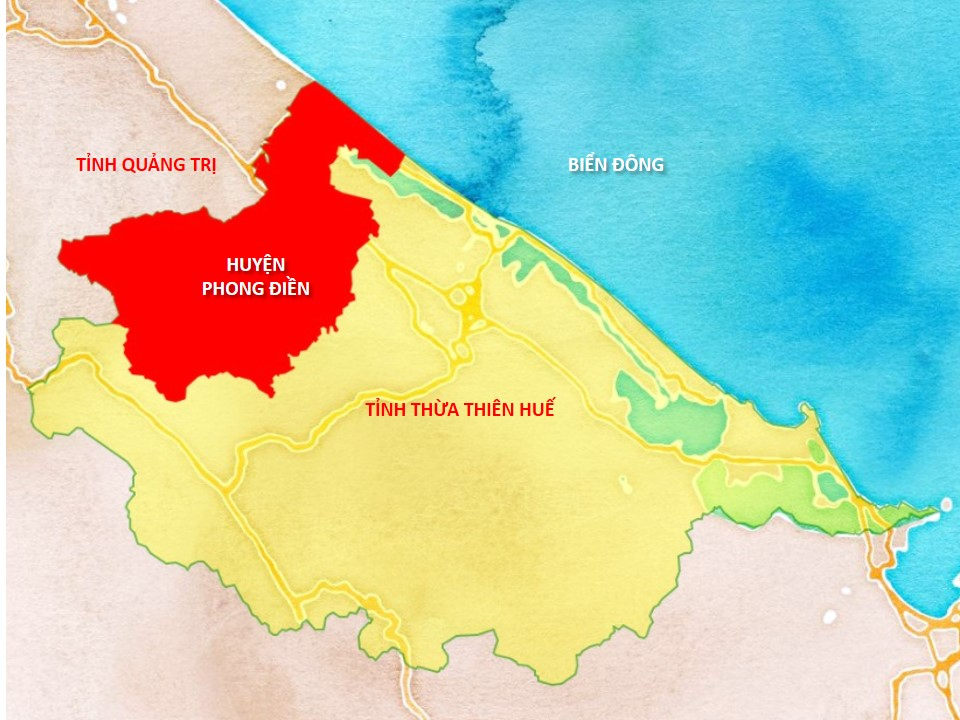 TỈNH QUẢNG TRỊ
BIỂN ĐÔNG
HUYỆN
PHONG ĐIỀN
TỈNH THỪA THIÊN HUẾ